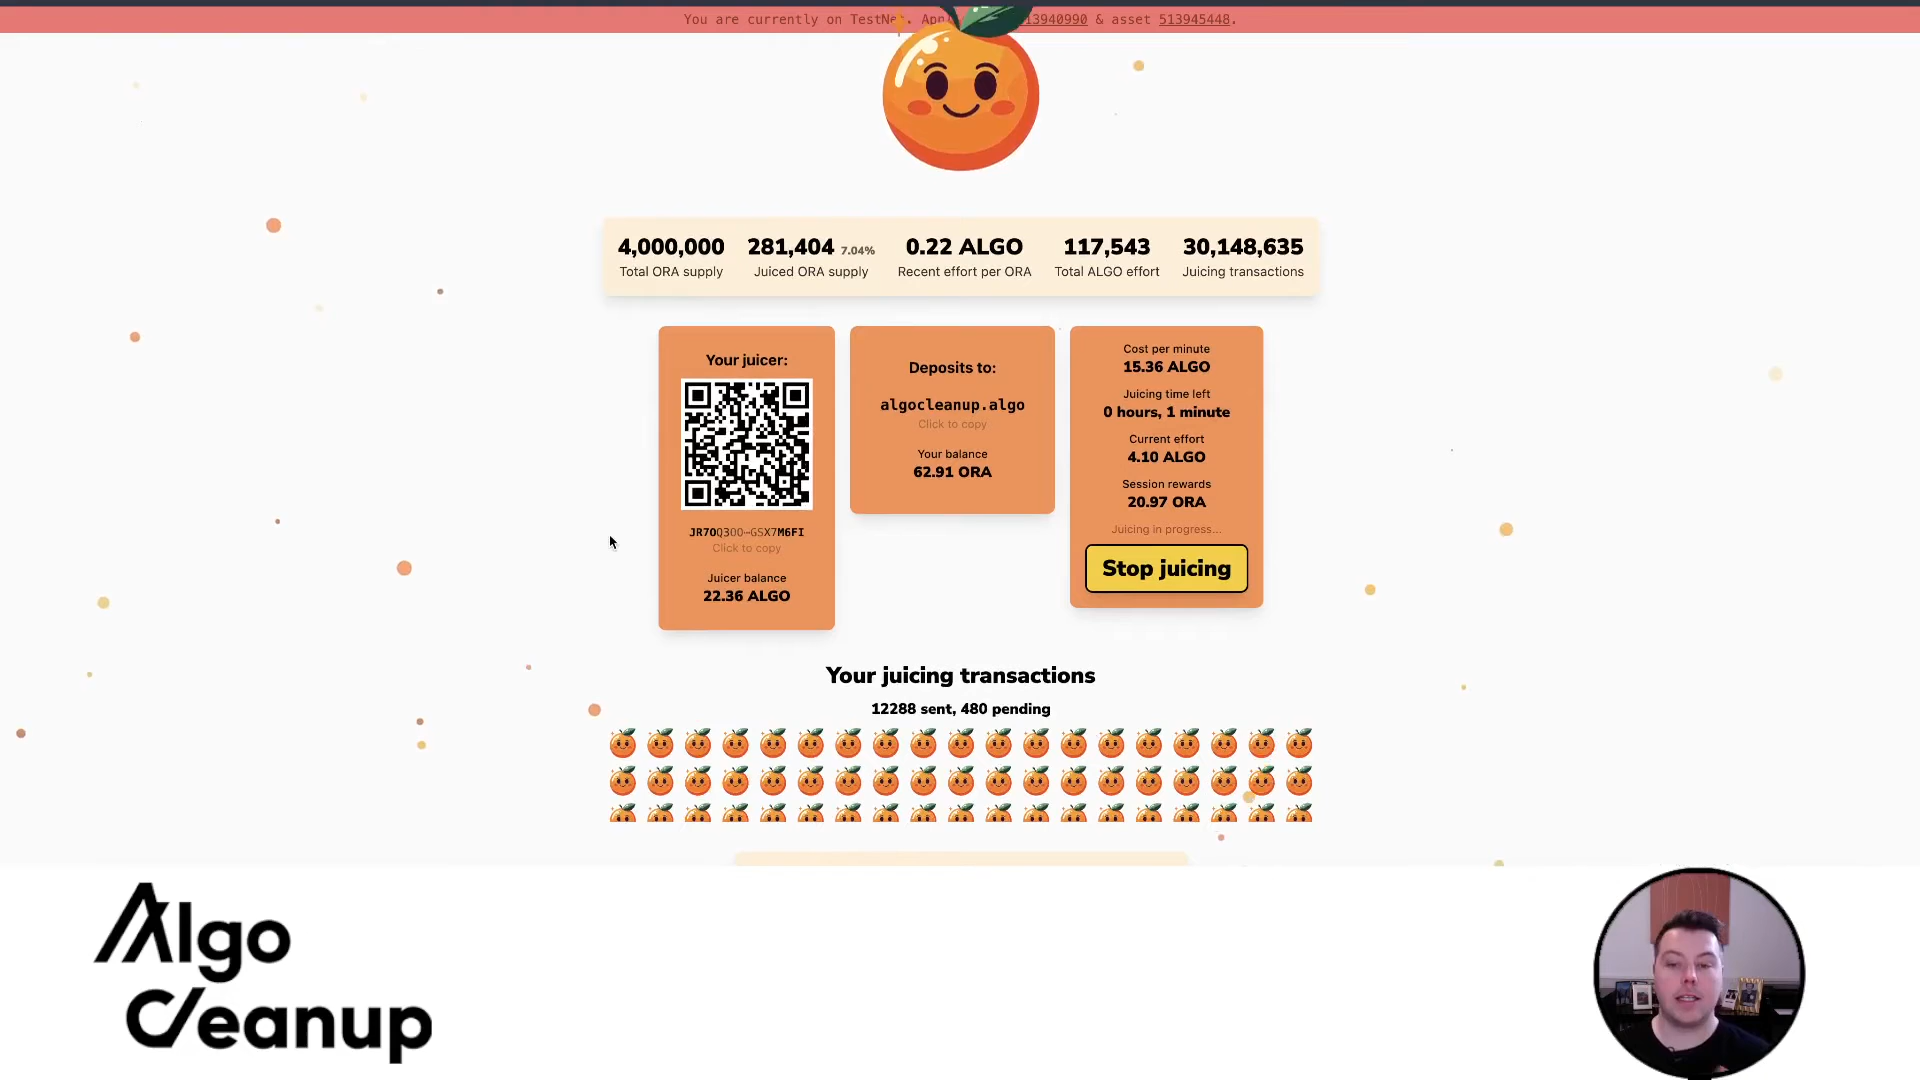 You are currently on TestNet. App 513940990 & asset 513945448.
4,000,000
Total ORA supply
281,404 7.04%
Juiced ORA supply
0.22 ALGO
Recent effort per ORA
117,543
Total ALGO effort
30,148,635
Juicing transactions
Your juicer:
JR7OQ3OO⋯GSX7M6FI
Click to copy
Juicer balance
22.36 ALGO
Deposits to:
algocleanup.algo
Click to copy
Your balance
62.91 ORA
Cost per minute
15.36 ALGO
Juicing time left
0 hours, 1 minute
Current effort
4.10 ALGO
Session rewards
20.97 ORA
Juicing in progress...
Stop juicing
Your juicing transactions
12288 sent, 480 pending
Algo
Cleanup